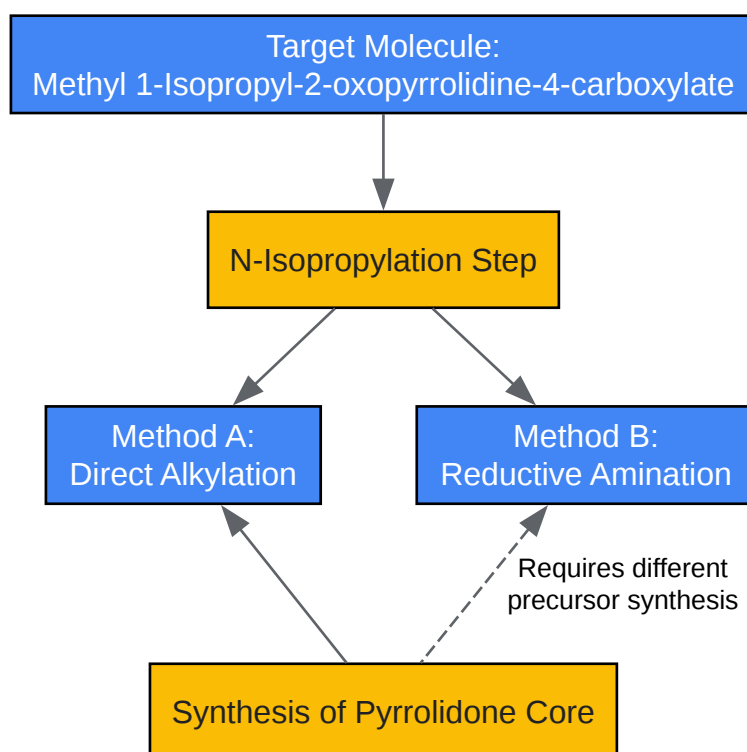 Target Molecule:
Methyl 1-Isopropyl-2-oxopyrrolidine-4-carboxylate
N-Isopropylation Step
Method A:
Direct Alkylation
Method B:
Reductive Amination
Requires different
precursor synthesis
Synthesis of Pyrrolidone Core